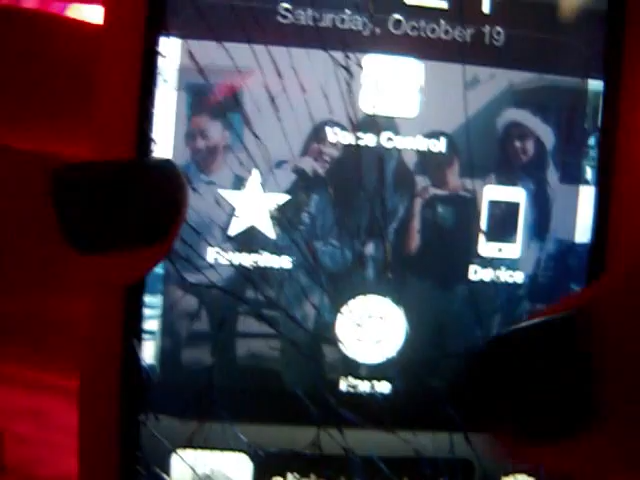 Saturday, October 19
Voice Control
Favorites
Device
Home